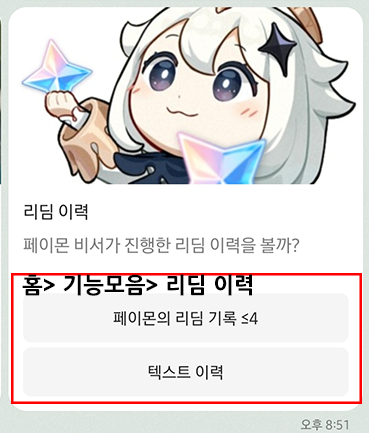 리딤 이력
페이몬 비서가 진행한 리딤 이력을 볼까?
홈> 기능모음> 리딤 이력
페이몬의 리딤 기록 ≤4
텍스트 이력
오후 8:51